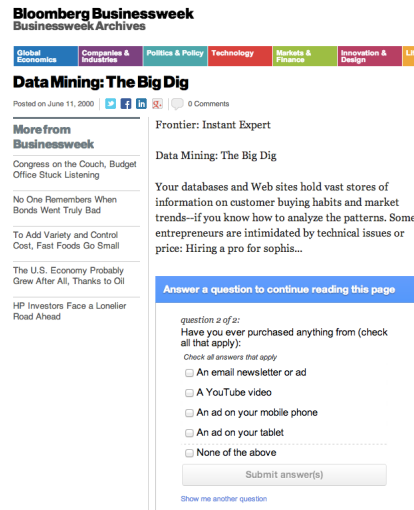 Bloomberg Businessweek
Businessweek Archives
Global Economics
Companies & Industries
Politics & Policy
Technology
Markets & Finance
Innovation & Design
Data Mining: The Big Dig
Posted on June 11, 2000
0 Comments
More from
Businessweek
Congress on the Couch, Budget
Office Stuck Listening
No One Remembers When
Bonds Went Truly Bad
To Add Variety and Control
Cost, Fast Foods Go Small
The U.S. Economy Probably
Grew After All, Thanks to Oil
HP Investors Face a Lonelier
Road Ahead
Frontier: Instant Expert
Data Mining: The Big Dig
Your databases and Web sites hold vast stores of
information on customer buying habits and market
trends--if you know how to analyze the patterns. Some
entrepreneurs are intimidated by technical issues or
price: Hiring a pro for sophis...
Answer a question to continue reading this page
question 2 of 2:
Have you ever purchased anything from (check
all that apply):
Check all answers that apply
An email newsletter or ad
A YouTube video
An ad on your mobile phone
An ad on your tablet
None of the above
Submit answer(s)
Show me another question